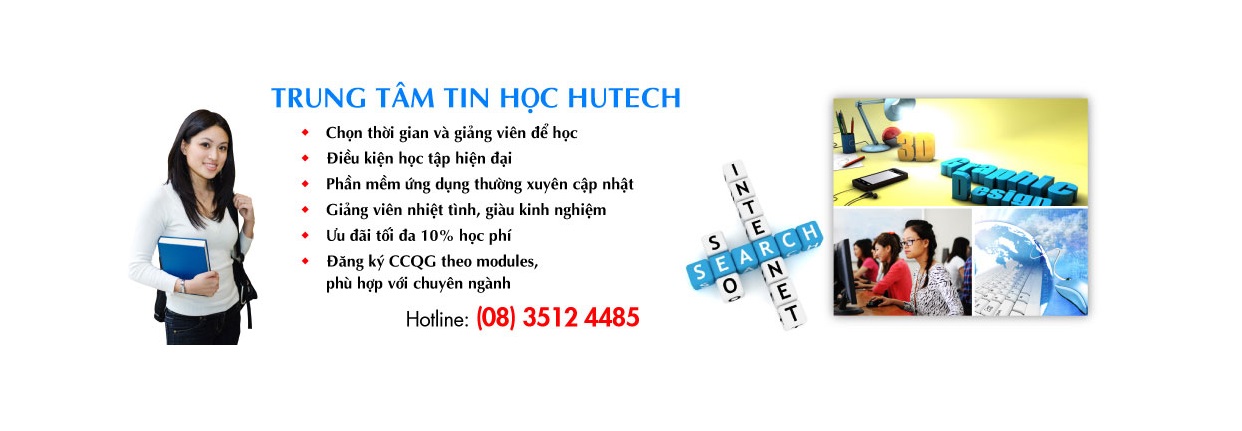 TRUNG TÂM TIN HỌC HUTECH
Chọn thời gian và giảng viên để học
Điều kiện học tập hiện đại
Phần mềm ứng dụng thường xuyên cập nhật
Giảng viên nhiệt tình, giàu kinh nghiệm
Ưu đãi tối đa 10% học phí
Đăng ký CCQG theo modules,
phù hợp với chuyên ngành
Hotline: (08) 3512 4485
INTERNET
SEO
SEARCH
3D
Graphic
Design